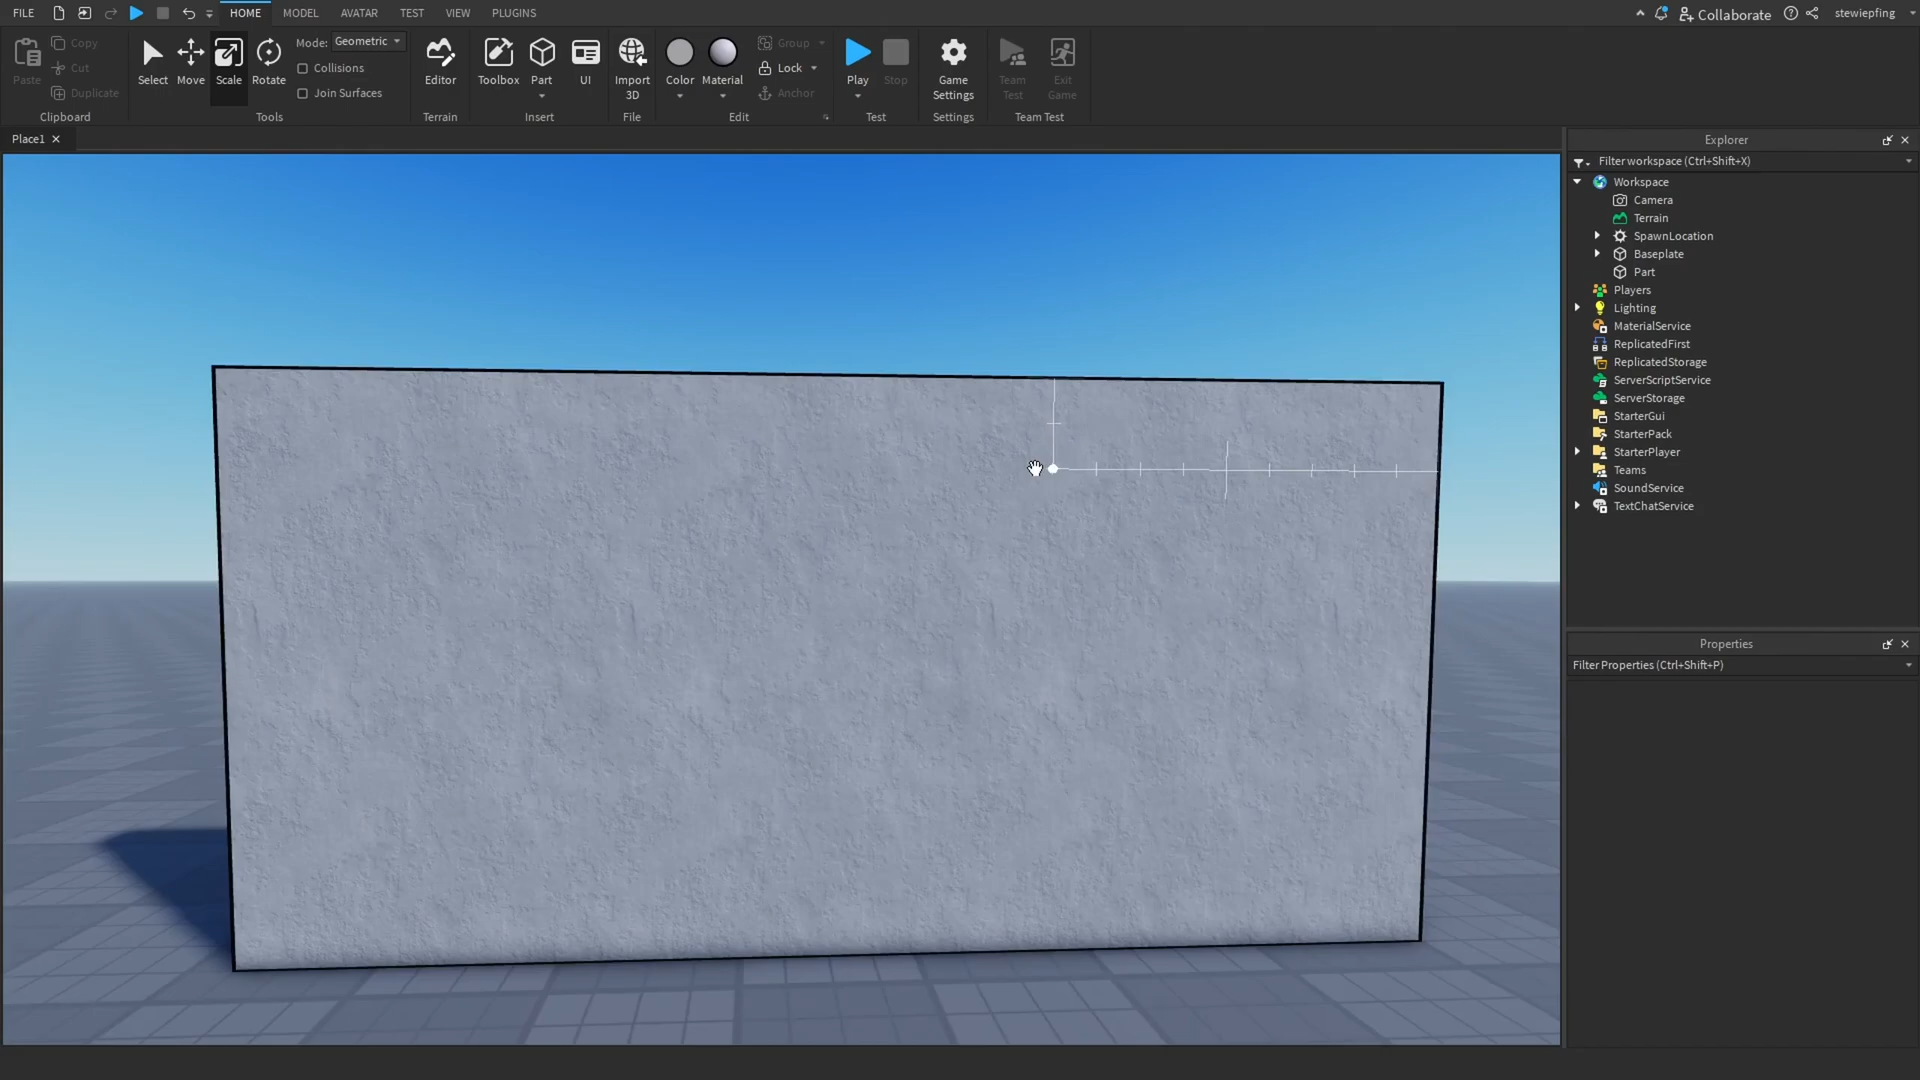 FILE HOME MODEL AVATAR TEST VIEW PLUGINS Collaborate stewiepfing
Paste
Copy
Cut
Duplicate
Clipboard
Select Move Scale Rotate
Mode: Geometric
Collisions
Join Surfaces
Tools
Editor
Terrain
Toolbox Part UI
Insert
Import
3D
File
Color Material
Group
Lock
Anchor
Edit
Play Stop
Test
Game
Settings
Settings
Team
Test
Exit
Game
Team Test
Place1
Explorer
Filter workspace (Ctrl+Shift+X)
Workspace
Camera
Terrain
SpawnLocation
Baseplate
Part
Players
Lighting
MaterialService
ReplicatedFirst
ReplicatedStorage
ServerScriptService
ServerStorage
StarterGui
StarterPack
StarterPlayer
Teams
SoundService
TextChatService
Properties
Filter Properties (Ctrl+Shift+P)